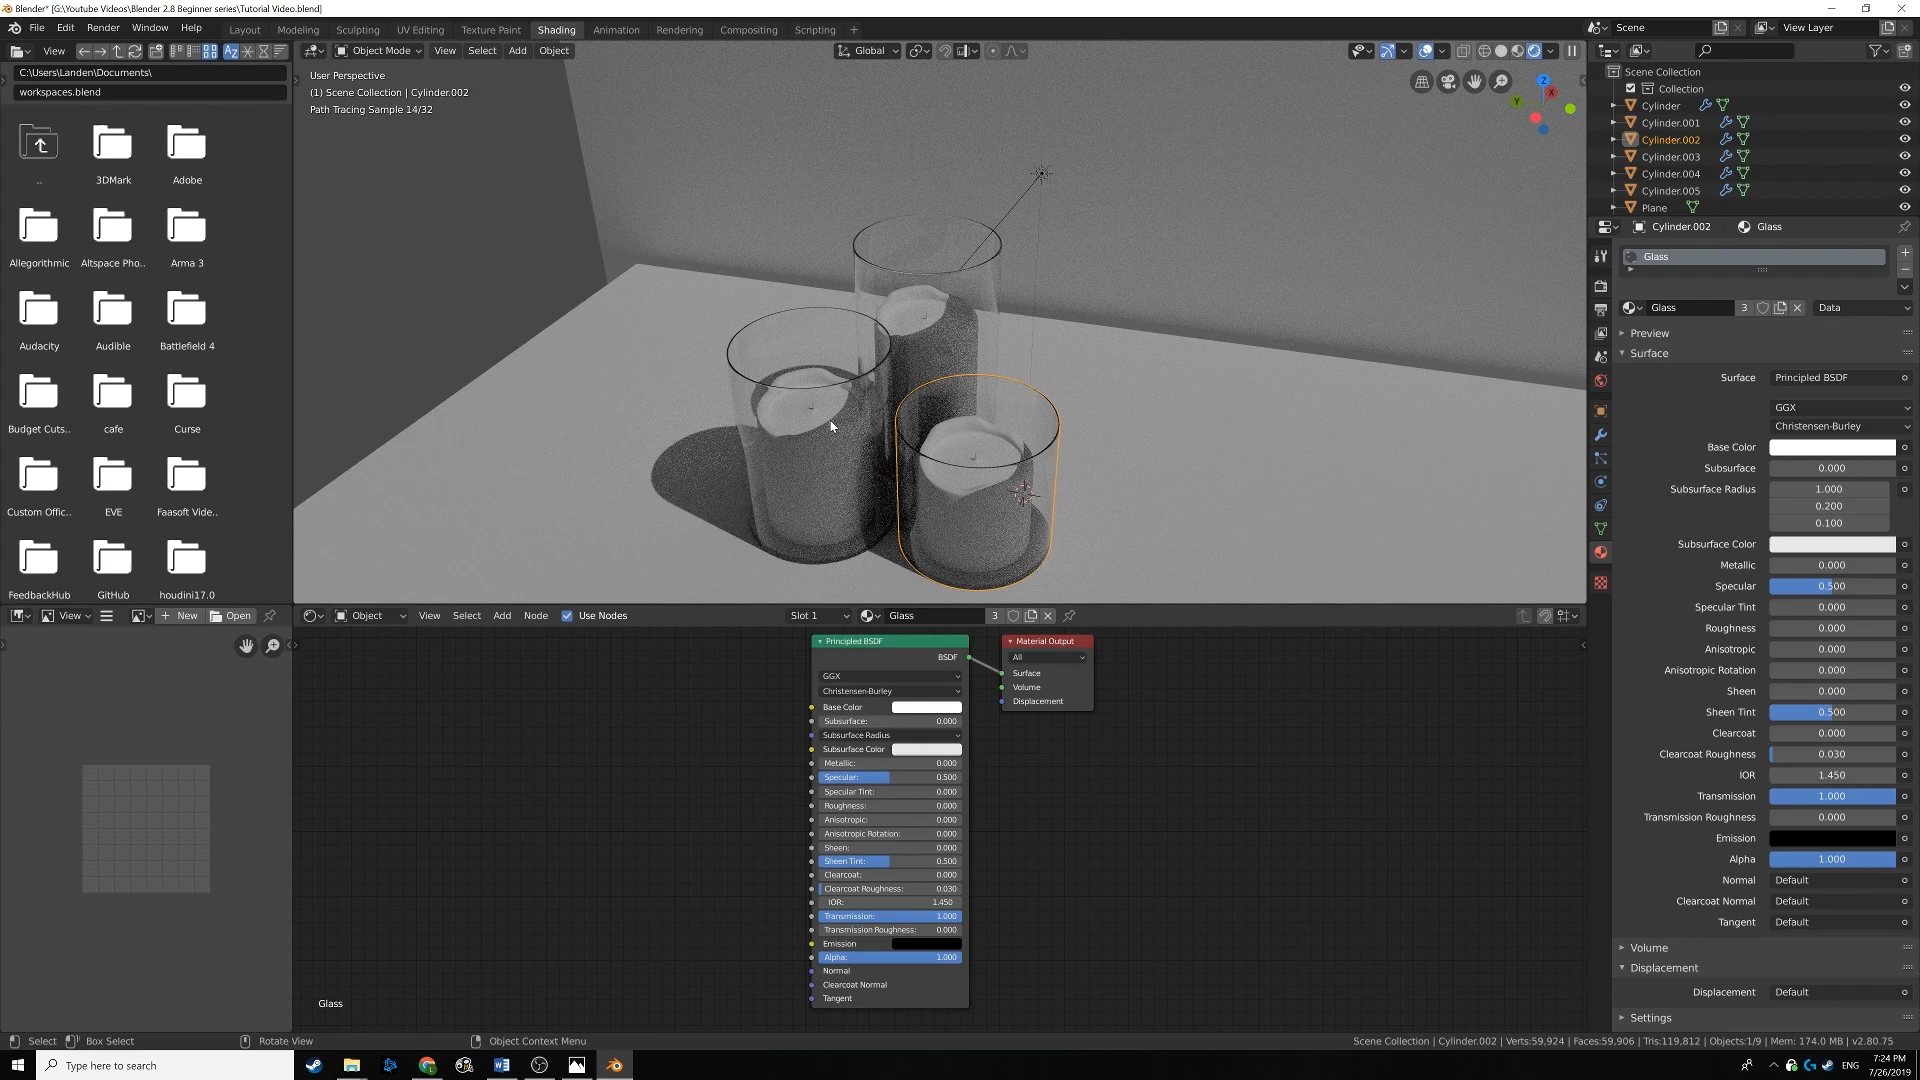 Blender* [G:\Youtube Videos\Blender 2.8 Beginner series\Tutorial Video.blend]
File Edit Render Window Help
Layout Modeling Sculpting UV Editing Texture Paint Shading Animation Rendering Compositing Scripting +
Scene
View Layer
View
Object Mode View Select Add Object
Global
C:\Users\Landen\Documents\
workspaces.blend
..
3DMark
Adobe
Allegorithmic
Altspace Pho..
Arma 3
Audacity
Audible
Battlefield 4
Budget Cuts..
cafe
Curse
Custom Offic..
EVE
Faasoft Vide..
FeedbackHub
GitHub
houdini17.0
User Perspective
(1) Scene Collection | Cylinder.002
Path Tracing Sample 14/32
Z
X
Y
Scene Collection
Collection
Cylinder
Cylinder.001
Cylinder.002
Cylinder.003
Cylinder.004
Cylinder.005
Plane
Cylinder.002 Glass
Glass
Glass 3 Data
Preview
Surface
Surface Principled BSDF
GGX
Christensen-Burley
Base Color
Subsurface 0.000
Subsurface Radius 1.000
0.200
0.100
Subsurface Color
Metallic 0.000
Specular 0.500
Specular Tint 0.000
Roughness 0.000
Anisotropic 0.000
Anisotropic Rotation 0.000
Sheen 0.000
Sheen Tint 0.500
Clearcoat 0.000
Clearcoat Roughness 0.030
IOR 1.450
Transmission 1.000
Transmission Roughness 0.000
Emission
Alpha 1.000
Normal Default
Clearcoat Normal Default
Tangent Default
Volume
Displacement
Displacement Default
Settings
View + New Open
Object View Select Add Node Use Nodes Slot 1 Glass 3
Principled BSDF
BSDF
GGX
Christensen-Burley
Base Color
Subsurface: 0.000
Subsurface Radius
Subsurface Color
Metallic: 0.000
Specular: 0.500
Specular Tint: 0.000
Roughness: 0.000
Anisotropic: 0.000
Anisotropic Rotation: 0.000
Sheen: 0.000
Sheen Tint: 0.500
Clearcoat: 0.000
Clearcoat Roughness: 0.030
IOR: 1.450
Transmission: 1.000
Transmission Roughness: 0.000
Emission
Alpha: 1.000
Normal
Clearcoat Normal
Tangent
Material Output
All
Surface
Volume
Displacement
Glass
Select Box Select Rotate View Object Context Menu
Scene Collection | Cylinder.002 | Verts:59,924 | Faces:59,906 | Tris:119,812 | Objects:1/9 | Mem: 174.0 MB | v2.80.75
Type here to search
ENG
7:24 PM
7/26/2019